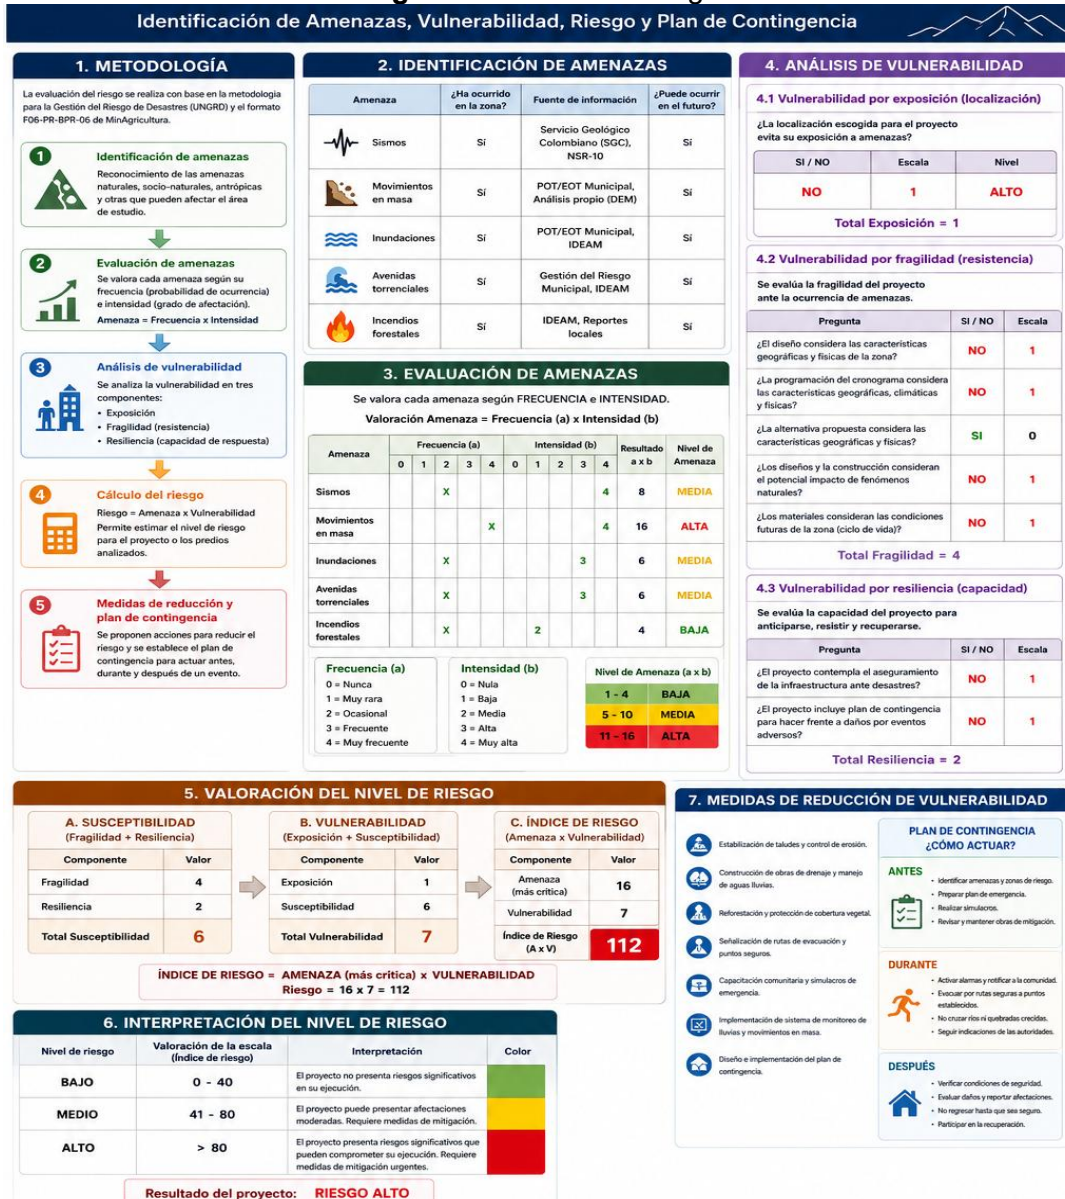 Identificación de Amenazas, Vulnerabilidad, Riesgo y Plan de Contingencia
1. METODOLOGÍA
La evaluación del riesgo se realiza con base en la metodología
para la Gestión del Riesgo de Desastres (UNGRD) y el formato
F06-PR-BPR-06 de MinAgricultura.
1
Identificación de amenazas
Reconocimiento de las amenazas
naturales, socio-naturales, antrópicas
y otras que pueden afectar el área
de estudio.
2
Evaluación de amenazas
Se valora cada amenaza según su
frecuencia (probabilidad de ocurrencia)
e intensidad (grado de afectación).
Amenaza = Frecuencia x Intensidad
3
Análisis de vulnerabilidad
Se analiza la vulnerabilidad en tres
componentes:
• Exposición
• Fragilidad (resistencia)
• Resiliencia (capacidad de respuesta)
4
Cálculo del riesgo
Riesgo = Amenaza x Vulnerabilidad
Permite estimar el nivel de riesgo
para el proyecto o los predios
analizados.
5
Medidas de reducción y
plan de contingencia
Se proponen acciones para reducir el
riesgo y se establece el plan de
contingencia para actuar antes,
durante y después de un evento.
2. IDENTIFICACIÓN DE AMENAZAS
Amenaza ¿Ha ocurrido en la zona? Fuente de información ¿Puede ocurrir en el futuro?
Sismos Sí Servicio Geológico Colombiano (SGC), NSR-10 Sí
Movimientos en masa Sí POT/EOT Municipal, Análisis propio (DEM) Sí
Inundaciones Sí POT/EOT Municipal, IDEAM Sí
Avenidas torrenciales Sí Gestión del Riesgo Municipal, IDEAM Sí
Incendios forestales Sí IDEAM, Reportes locales Sí
3. EVALUACIÓN DE AMENAZAS
Se valora cada amenaza según FRECUENCIA e INTENSIDAD.
Valoración Amenaza = Frecuencia (a) x Intensidad (b)
Amenaza Frecuencia (a) Intensidad (b) Resultado a x b Nivel de Amenaza
0 1 2 3 4 0 1 2 3 4
Sismos X 4 8 MEDIA
Movimientos en masa X 4 16 ALTA
Inundaciones X 3 6 MEDIA
Avenidas torrenciales X 3 6 MEDIA
Incendios forestales X 2 4 BAJA
Frecuencia (a)
0 = Nunca
1 = Muy rara
2 = Ocasional
3 = Frecuente
4 = Muy frecuente
Intensidad (b)
0 = Nula
1 = Baja
2 = Media
3 = Alta
4 = Muy alta
Nivel de Amenaza (a x b)
1 - 4 BAJA
5 - 10 MEDIA
11 - 16 ALTA
4. ANÁLISIS DE VULNERABILIDAD
4.1 Vulnerabilidad por exposición (localización)
¿La localización escogida para el proyecto
evita su exposición a amenazas?
SI / NO Escala Nivel
NO 1 ALTO
Total Exposición = 1
4.2 Vulnerabilidad por fragilidad (resistencia)
Se evalúa la fragilidad del proyecto
ante la ocurrencia de amenazas.
Pregunta SI / NO Escala
¿El diseño considera las características geográficas y físicas de la zona? NO 1
¿La programación del cronograma considera las características geográficas, climáticas y físicas? NO 1
¿La alternativa propuesta considera las características geográficas y físicas? SI 0
¿Los diseños y la construcción consideran el potencial impacto de fenómenos naturales? NO 1
¿Los materiales consideran las condiciones futuras de la zona (ciclo de vida)? NO 1
Total Fragilidad = 4
4.3 Vulnerabilidad por resiliencia (capacidad)
Se evalúa la capacidad del proyecto para
anticiparse, resistir y recuperarse.
Pregunta SI / NO Escala
¿El proyecto contempla el aseguramiento de la infraestructura ante desastres? NO 1
¿El proyecto incluye plan de contingencia para hacer frente a daños por eventos adversos? NO 1
Total Resiliencia = 2
5. VALORACIÓN DEL NIVEL DE RIESGO
A. SUSCEPTIBILIDAD
(Fragilidad + Resiliencia)
Componente Valor
Fragilidad 4
Resiliencia 2
Total Susceptibilidad 6
B. VULNERABILIDAD
(Exposición + Susceptibilidad)
Componente Valor
Exposición 1
Susceptibilidad 6
Total Vulnerabilidad 7
C. ÍNDICE DE RIESGO
(Amenaza x Vulnerabilidad)
Componente Valor
Amenaza (más crítica) 16
Vulnerabilidad 7
Índice de Riesgo (A x V) 112
ÍNDICE DE RIESGO = AMENAZA (más critica) x VULNERABILIDAD
Riesgo = 16 x 7 = 112
6. INTERPRETACIÓN DEL NIVEL DE RIESGO
Nivel de riesgo Valoración de la escala (Índice de riesgo) Interpretación Color
BAJO 0 - 40 El proyecto no presenta riesgos significativos en su ejecución.
MEDIO 41 - 80 El proyecto puede presentar afectaciones moderadas. Requiere medidas de mitigación.
ALTO > 80 El proyecto presenta riesgos significativos que pueden comprometer su ejecución. Requiere medidas de mitigación urgentes.
Resultado del proyecto: RIESGO ALTO
7. MEDIDAS DE REDUCCIÓN DE VULNERABILIDAD
Estabilización de taludes y control de erosión.
Construcción de obras de drenaje y manejo
de aguas lluvias.
Reforestación y protección de cobertura vegetal.
Señalización de rutas de evacuación y
puntos seguros.
Capacitación comunitaria y simulacros de
emergencia.
Implementación de sistema de monitoreo de
lluvias y movimientos en masa.
Diseño e implementación del plan de
contingencia.
PLAN DE CONTINGENCIA
¿CÓMO ACTUAR?
ANTES
• Identificar amenazas y zonas de riesgo.
• Preparar plan de emergencia.
• Realizar simulacros.
• Revisar y mantener obras de mitigación.
DURANTE
• Activar alarmas y notificar a la comunidad.
• Evacuar por rutas seguras a puntos
establecidos.
• No cruzar ríos ni quebradas crecidas.
• Seguir indicaciones de las autoridades.
DESPUÉS
• Verificar condiciones de seguridad.
• Evaluar daños y reportar afectaciones.
• No regresar hasta que sea seguro.
• Participar en la recuperación.